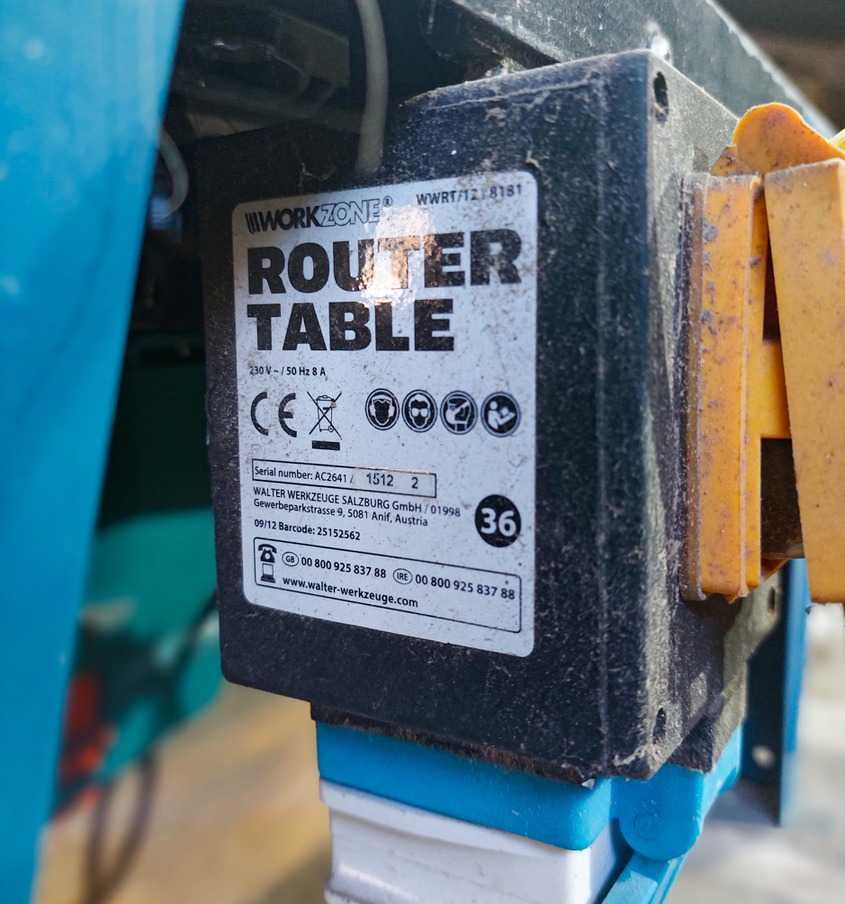 WORKZONE® WWRT/12 / 8181
ROUTER
TABLE
230 V ~ / 50 Hz 8 A
CE
Serial number: AC2641 / 1512 2
WALTER WERKZEUGE SALZBURG GmbH / 01998
Gewerbeparkstrasse 9, 5081 Anif, Austria
36
09/12 Barcode: 25152562
GB 00 800 925 837 88 IRE 00 800 925 837 88
www.walter-werkzeuge.com